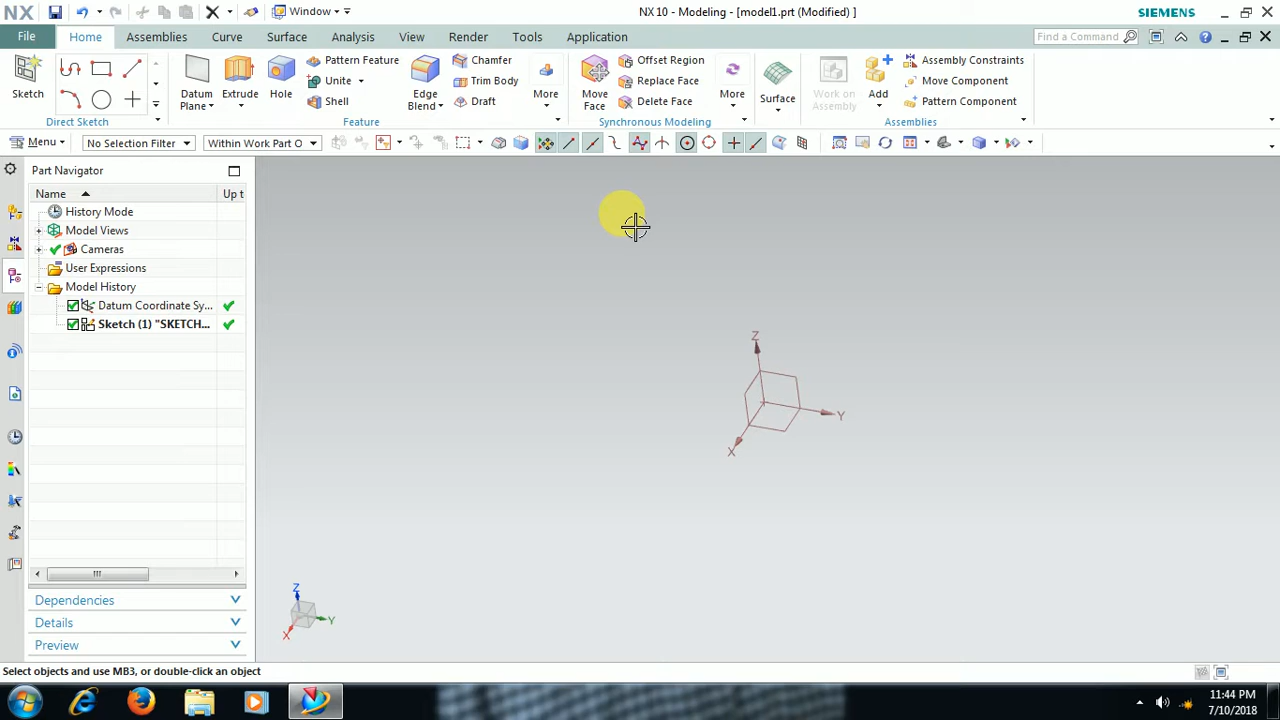 NX Window NX 10 - Modeling - [model1.prt (Modified) ] SIEMENS
File Home Assemblies Curve Surface Analysis View Render Tools Application Find a Command
Sketch
Direct Sketch
Datum Plane
Extrude
Hole
Pattern Feature
Unite
Shell
Edge Blend
Chamfer
Trim Body
Draft
More
Feature
Move Face
Offset Region
Replace Face
Delete Face
More
Synchronous Modeling
Surface
Work on Assembly
Add
Assembly Constraints
Move Component
Pattern Component
Assemblies
Menu No Selection Filter Within Work Part O
Part Navigator
Name Up t
History Mode
Model Views
Cameras
User Expressions
Model History
Datum Coordinate Sy...
Sketch (1) "SKETCH...
Z
Y
X
Z
Y
X
Dependencies
Details
Preview
Select objects and use MB3, or double-click an object
11:44 PM
7/10/2018